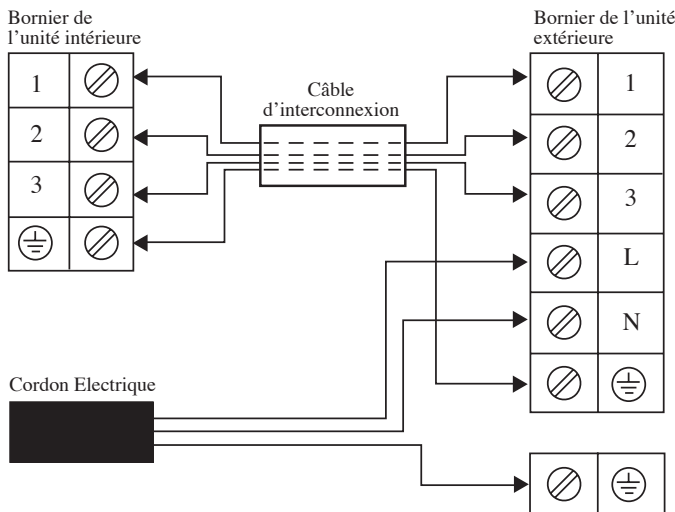 Bornier de
l'unité intérieure
Bornier de l'unité
extérieure
Câble
d'interconnexion
1
2
3
1
2
3
L
N
Cordon Electrique